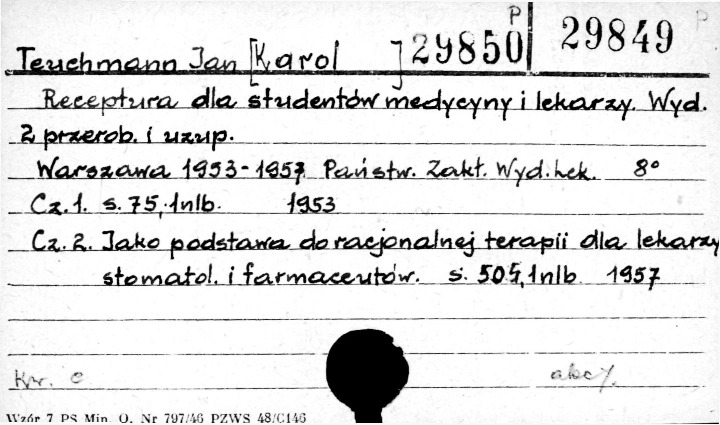 P
29850 29849 P
Teuchmann Jan [Karol ]
Receptura dla studentów medycyny i lekarzy. Wyd.
2 przerob. i uzup.
Warszawa 1953-1957 Państw. Zakł. Wyd. Lek. 8°
Cz. 1. s. 75, 1nlb. 1953
Cz. 2. Jako podstawa do racjonalnej terapii dla lekarzy
stomatol. i farmaceutów. s. 505, 1nlb 1957
Kw. e
Wzór 7 PS Min. O. Nr 797/46 PZWS 48/C146